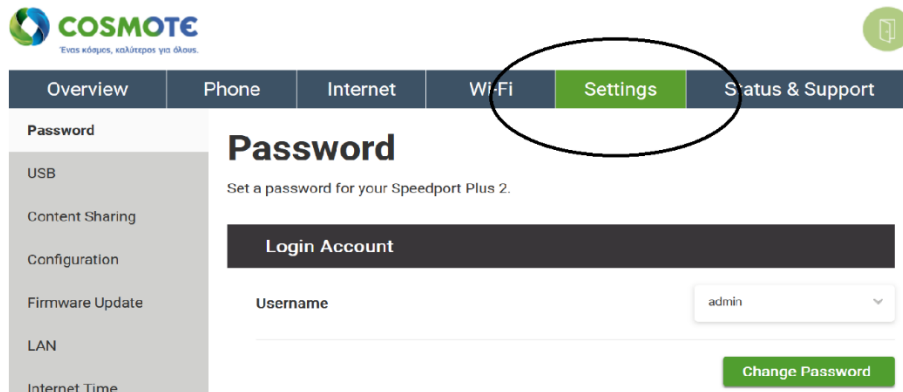 COSMOTE
Ένας κόσμος, καλύτερος για όλους.
Overview Phone Internet Wi-Fi Settings Status & Support
Password
USB
Content Sharing
Configuration
Firmware Update
LAN
Internet Time
Password
Set a password for your Speedport Plus 2.
Login Account
Username admin
Change Password